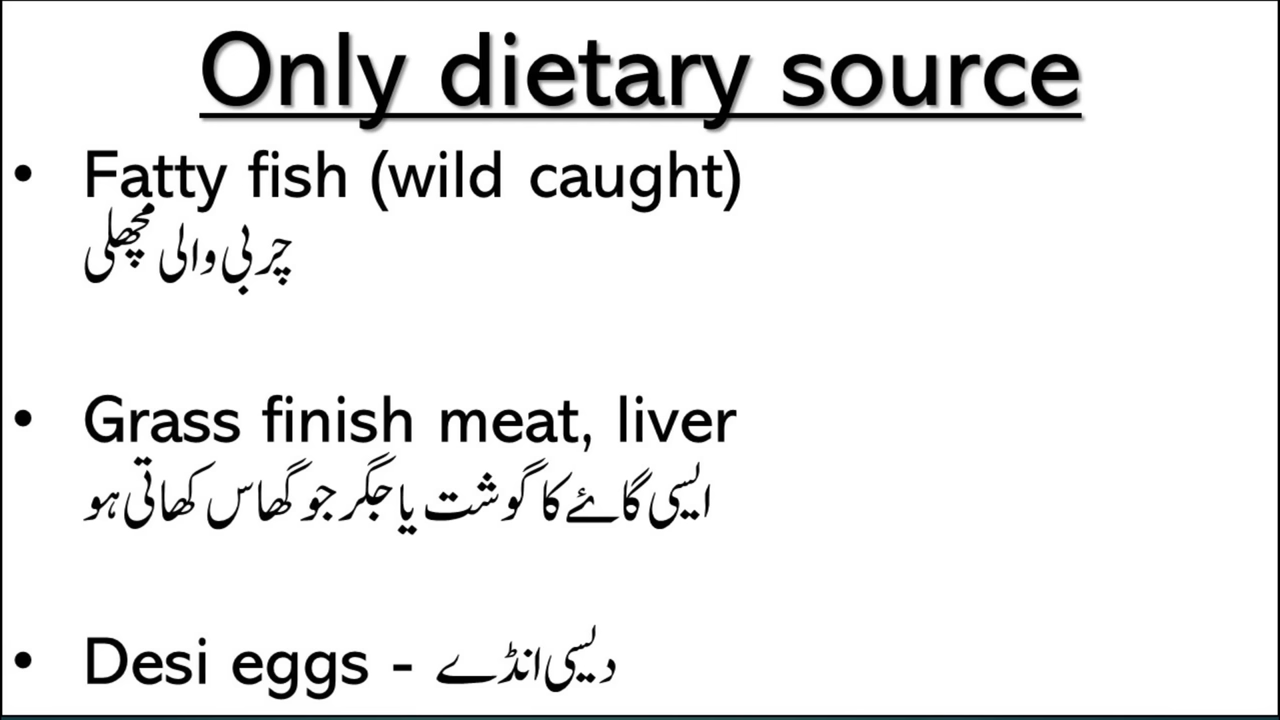 Only dietary source
• Fatty fish (wild caught)
چربی والی مچھلی
• Grass finish meat, liver
ایسی گائے کا گوشت یا جگر جو گھاس کھاتی ہو
• Desi eggs - دیسی انڈے